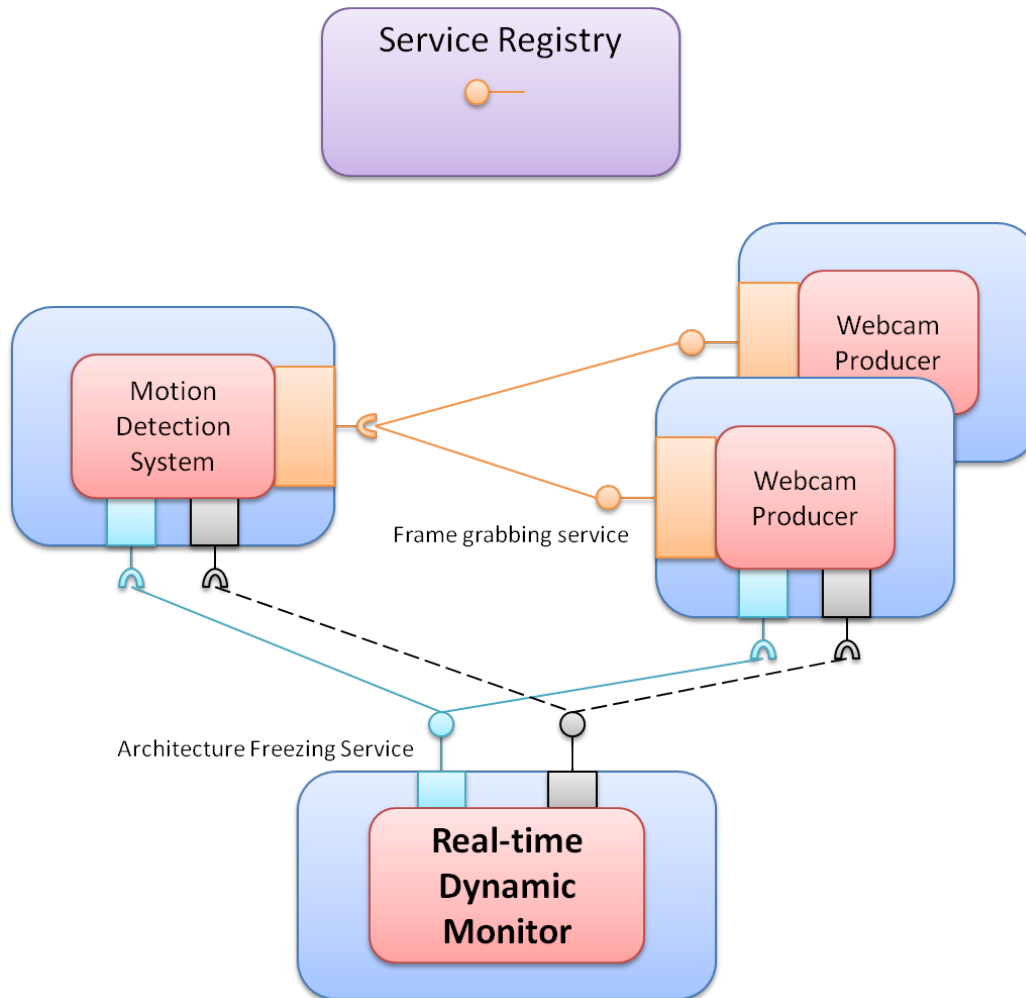 Service Registry
Webcam
Producer
Motion
Detection
System
Webcam
Producer
Frame grabbing service
Architecture Freezing Service
Real-time
Dynamic
Monitor